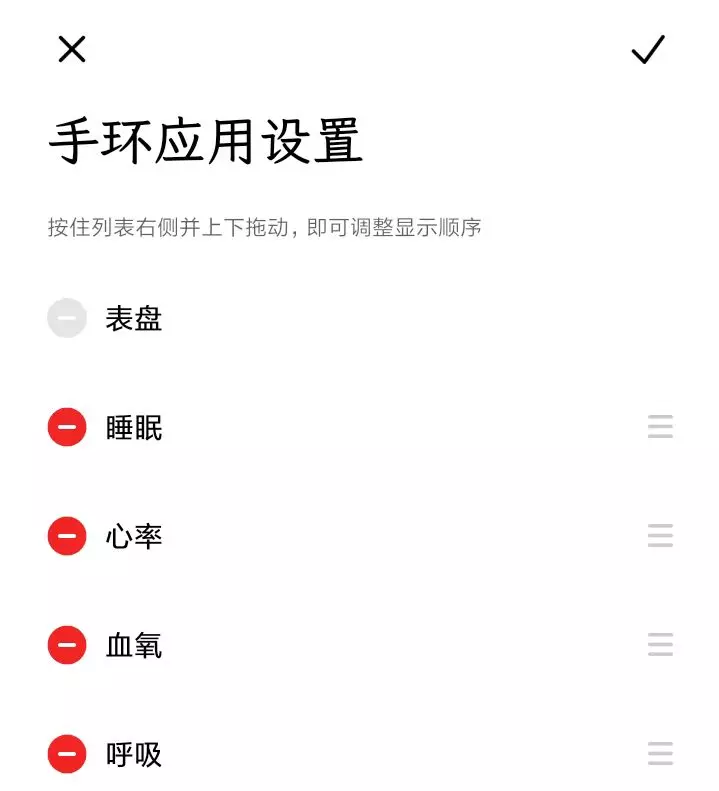 手环应用设置
按住列表右侧并上下拖动，即可调整显示顺序
表盘
睡眠
心率
血氧
呼吸